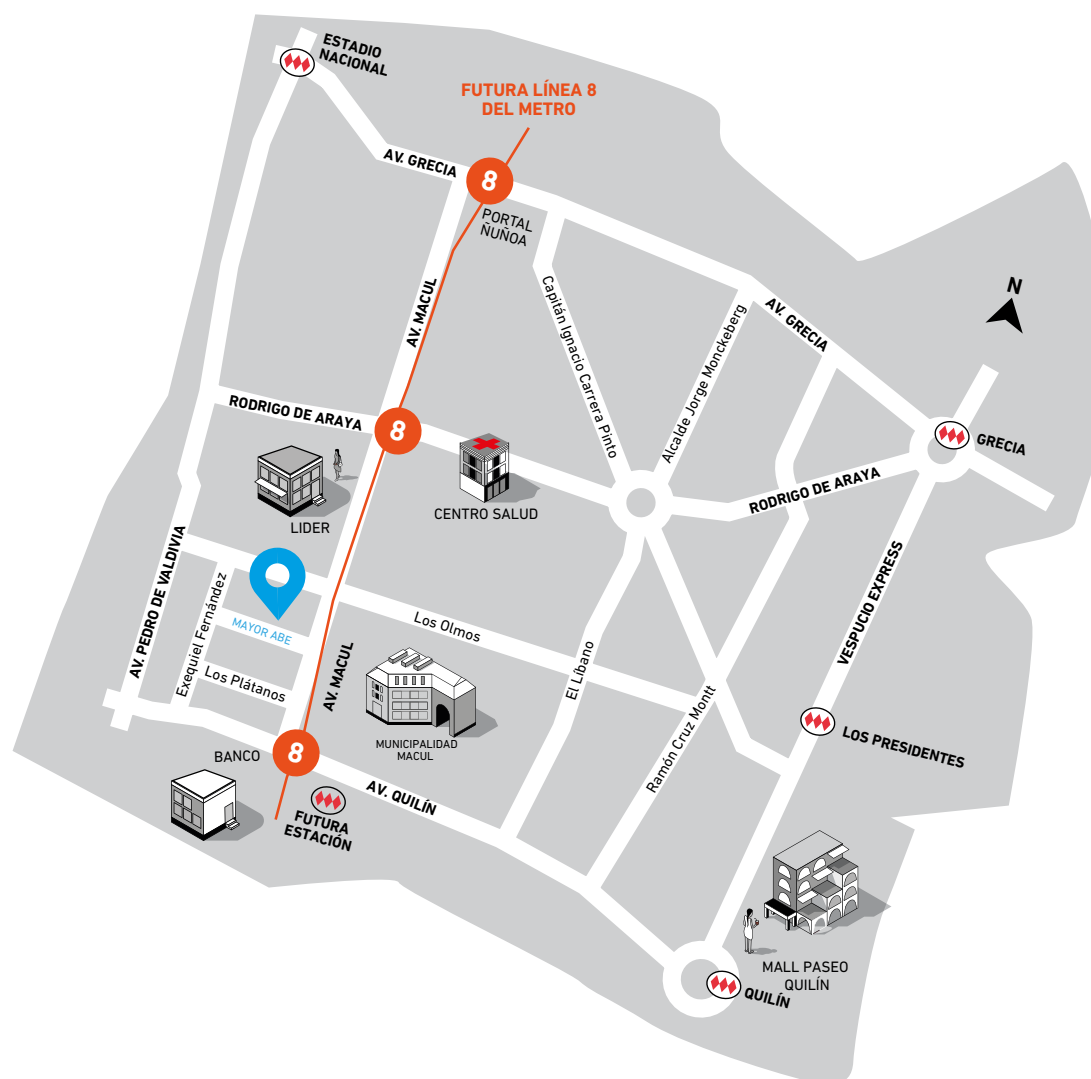 ESTADIO
NACIONAL
FUTURA LÍNEA 8
DEL METRO
AV. GRECIA
8
PORTAL
ÑUÑOA
N
AV. MACUL
Capitán Ignacio Carrera Pinto
Alcalde Jorge Monckeberg
AV. GRECIA
RODRIGO DE ARAYA
8
GRECIA
CENTRO SALUD
RODRIGO DE ARAYA
LIDER
AV. PEDRO DE VALDIVIA
Exequiel Fernández
MAYOR ABE
Los Olmos
VESPUCIO EXPRESS
Los Plátanos
AV. MACUL
El Líbano
Ramón Cruz Montt
LOS PRESIDENTES
MUNICIPALIDAD
MACUL
BANCO
8
AV. QUILÍN
FUTURA
ESTACIÓN
MALL PASEO
QUILÍN
QUILÍN